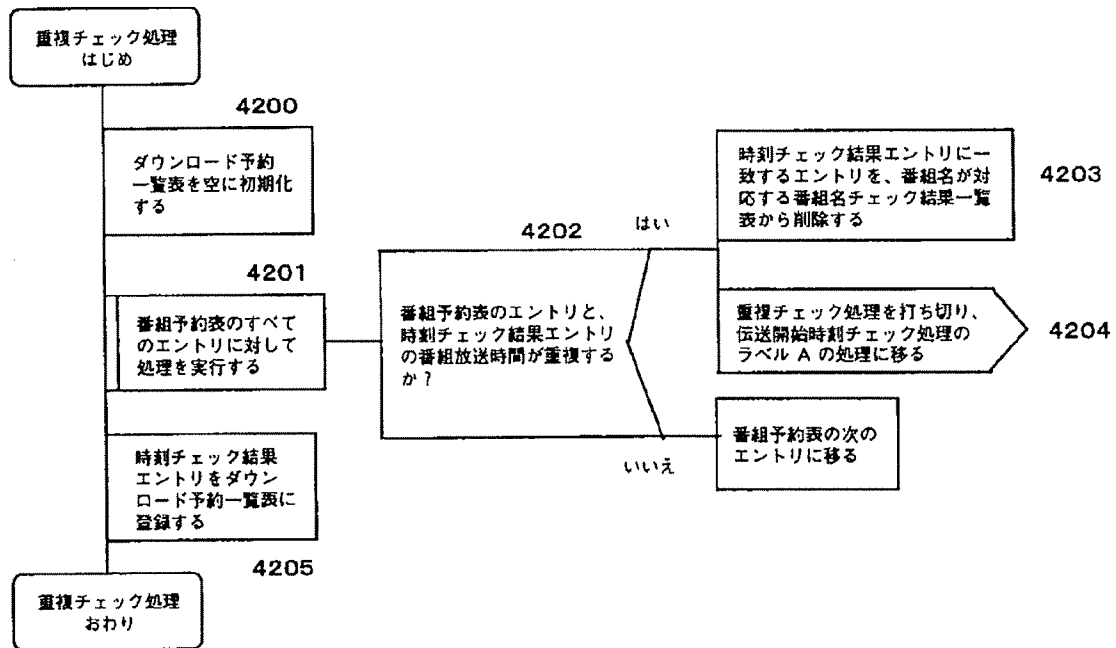 重複チェック処理
はじめ
4200
ダウンロード予約
一覧表を空に初期化
する
4201
番組予約表のすべて
のエントリに対して
処理を実行する
4202
番組予約表のエントリと、
時刻チェック結果エントリ
の番組放送時間が重複する
か?
はい
いいえ
時刻チェック結果エントリに一
致するエントリを、番組名が対
応する番組名チェック結果一覧
表から削除する
4203
重複チェック処理を打ち切り、
伝送開始時刻チェック処理の
ラベル A の処理に移る
4204
番組予約表の次の
エントリに移る
時刻チェック結果
エントリをダウン
ロード予約一覧表に
登録する
4205
重複チェック処理
おわり